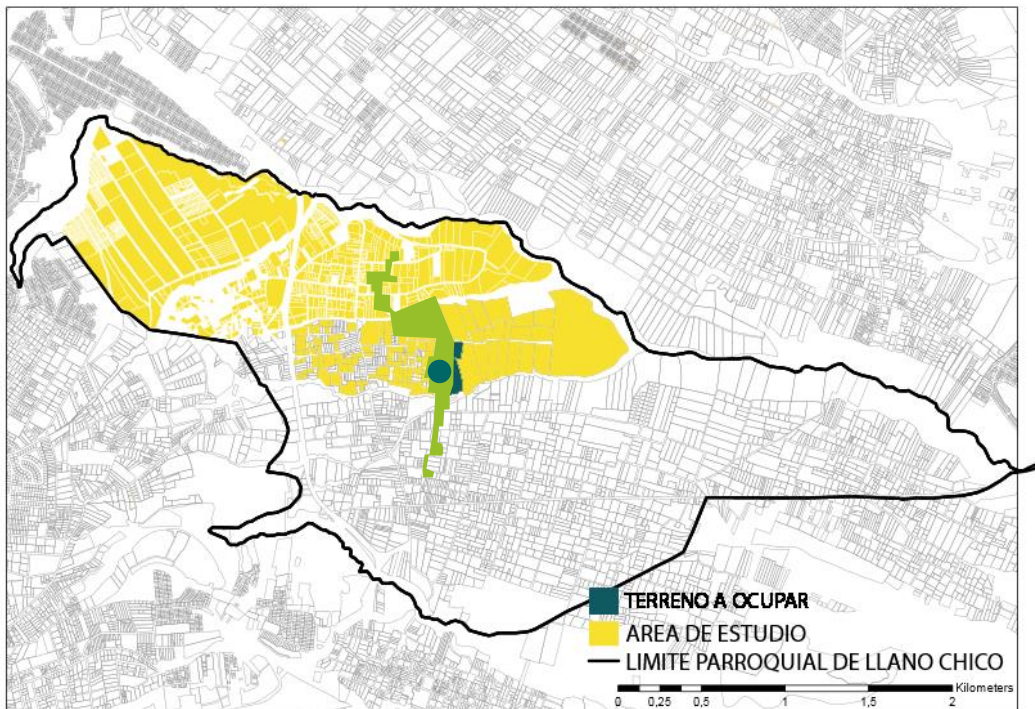 TERRENO A OCUPAR
AREA DE ESTUDIO
LIMITE PARROQUIAL DE LLANO CHICO
Kilometers
0 0,25 0,5 1 1,5 2